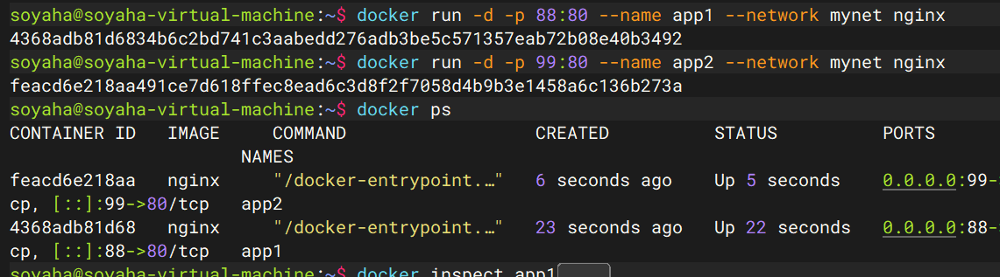 soyaha@soyaha-virtual-machine:~$ docker run -d -p 88:80 --name app1 --network mynet nginx
4368adb81d6834b6c2bd741c3aabedd276adb3be5c571357eab72b08e40b3492
soyaha@soyaha-virtual-machine:~$ docker run -d -p 99:80 --name app2 --network mynet nginx
feacd6e218aa491ce7d618ffec8ead6c3d8f2f7058d4b9b3e1458a6c136b273a
soyaha@soyaha-virtual-machine:~$ docker ps
CONTAINER ID   IMAGE     COMMAND                  CREATED          STATUS          PORTS
                      NAMES
feacd6e218aa   nginx     "/docker-entrypoint.…"   6 seconds ago    Up 5 seconds    0.0.0.0:99-
cp, [::]:99->80/tcp   app2
4368adb81d68   nginx     "/docker-entrypoint.…"   23 seconds ago   Up 22 seconds   0.0.0.0:88-
cp, [::]:88->80/tcp   app1
soyaha@soyaha-virtual-machine:~$ docker inspect app1